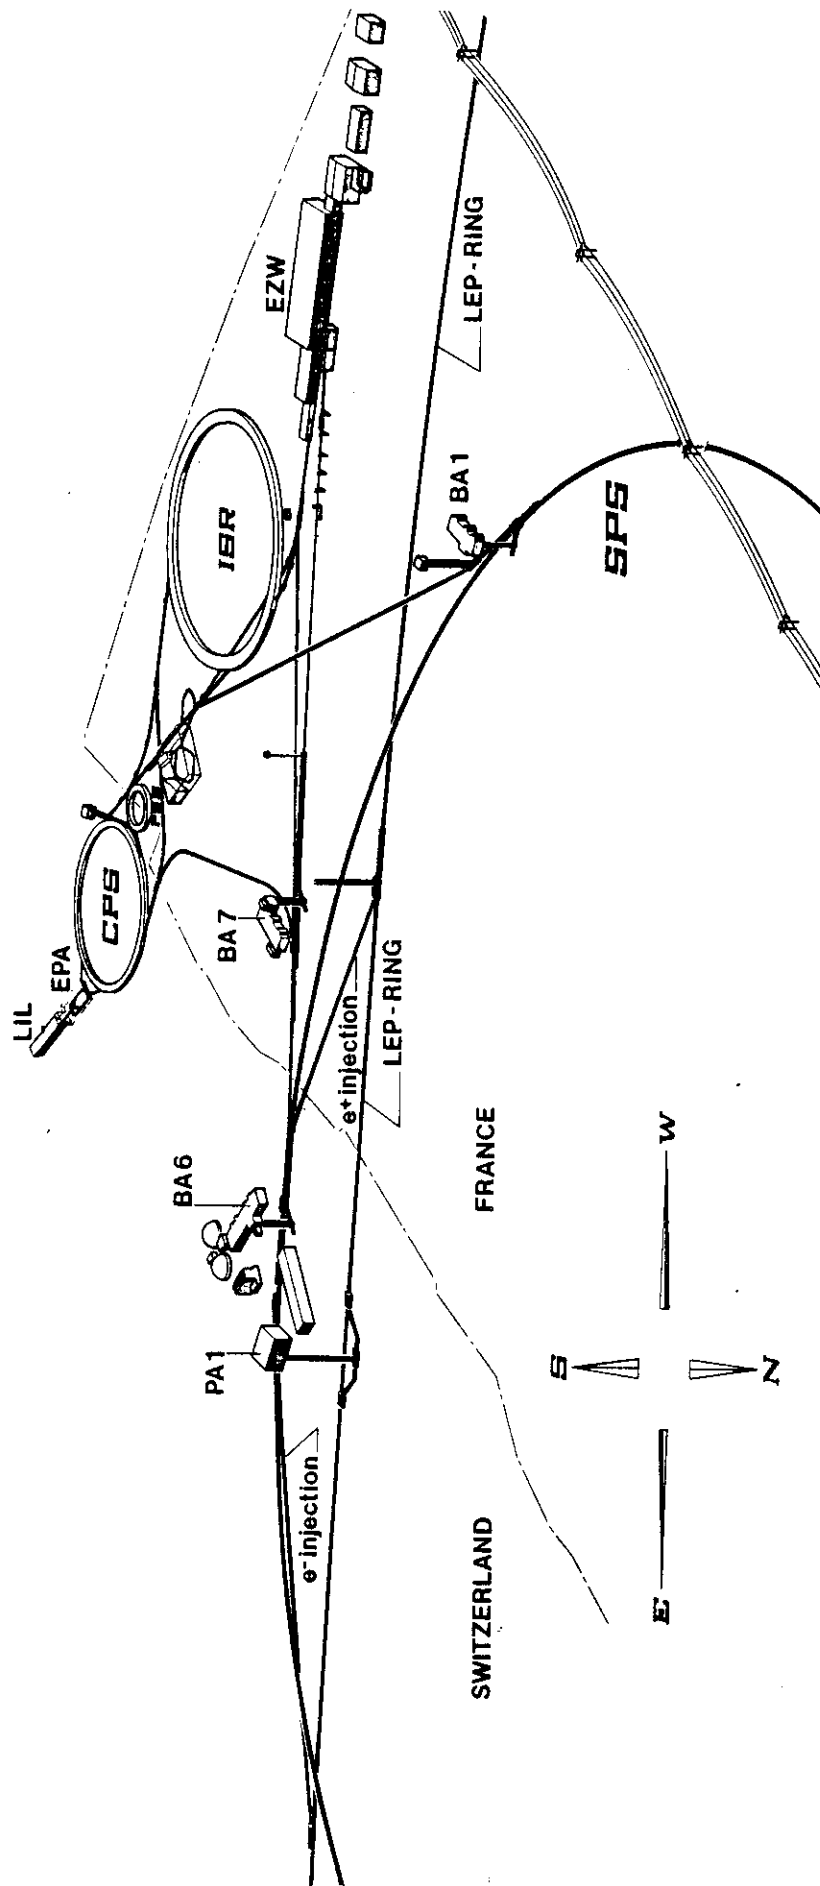 LIL
EPA
CPS
BA6
PA1
BA7
ISR
EZW
e⁻ injection
e⁺ injection
LEP-RING
BA1
LEP-RING
SWITZERLAND
FRANCE
S
SPS
E
W
N